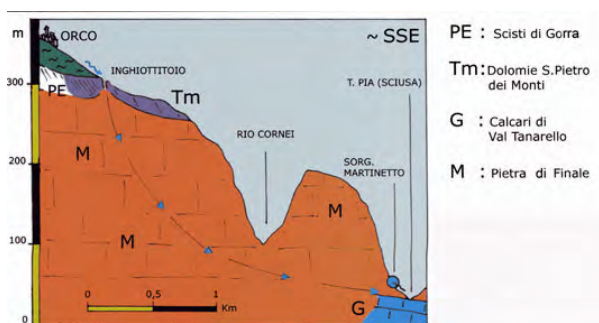 m
ORCO
~ SSE
INGHIOTTITOIO
T. PIA (SCIUSA)
300
PE
Tm
RIO CORNEI
SORG.
MARTINETTO
200
M
M
M
100
0
0,5
1
Km
G
0
PE : Scisti di Gorra
Tm: Dolomie S.Pietro
dei Monti
G : Calcari di
Val Tanarello
M : Pietra di Finale